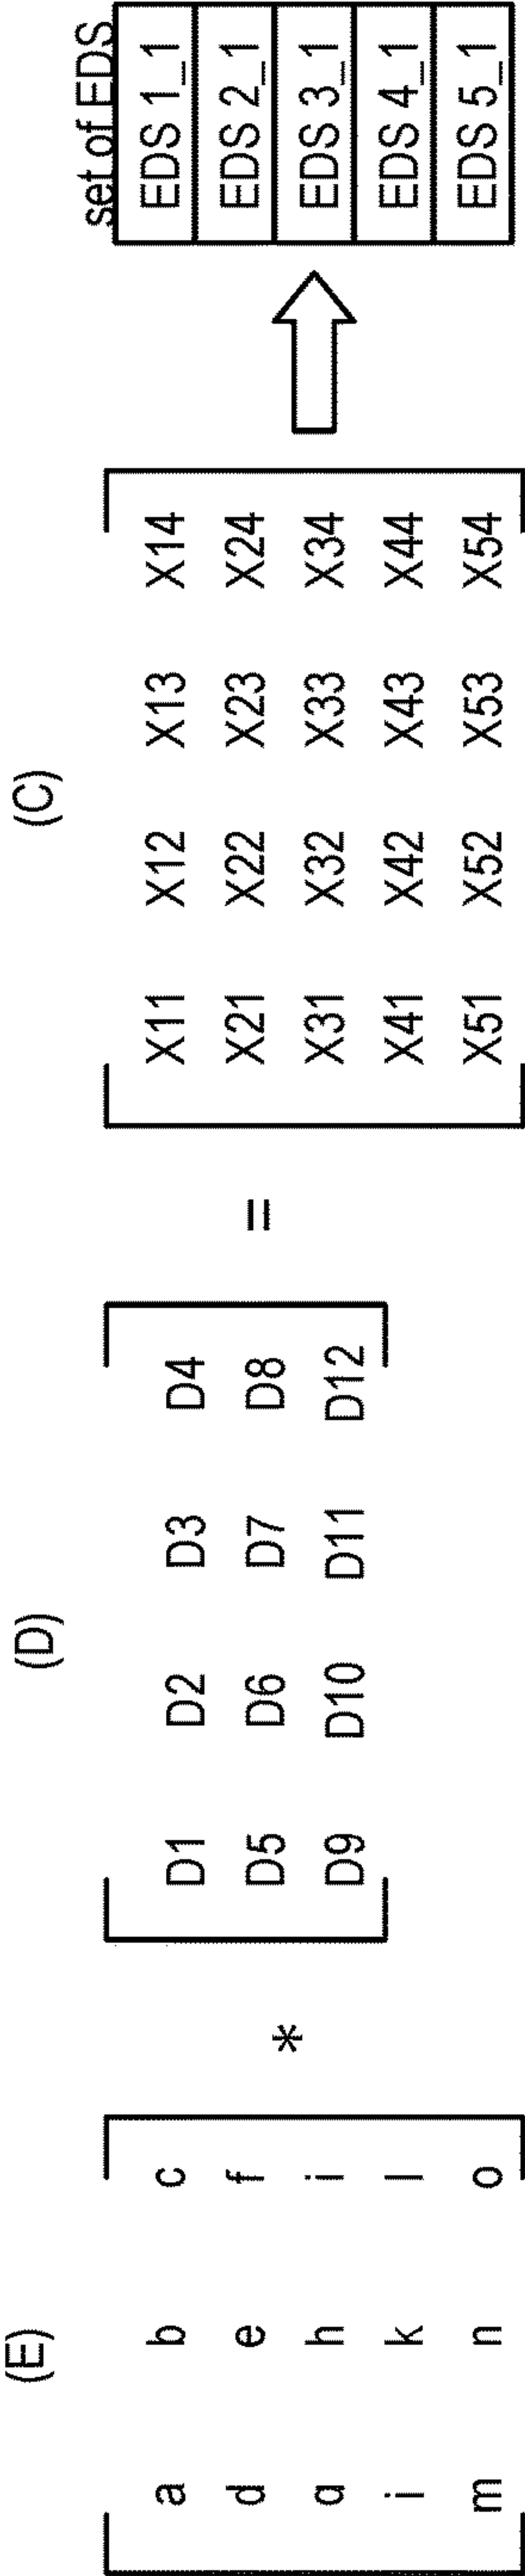 (E) (D) (C) set of EDS
a b c D1 D2 D3 D4 X11 X12 X13 X14 EDS 1_1
d e f * D5 D6 D7 D8 = X21 X22 X23 X24 EDS 2_1
q h i D9 D10 D11 D12 X31 X32 X33 X34 EDS 3_1
i k l X41 X42 X43 X44 EDS 4_1
m n o X51 X52 X53 X54 EDS 5_1